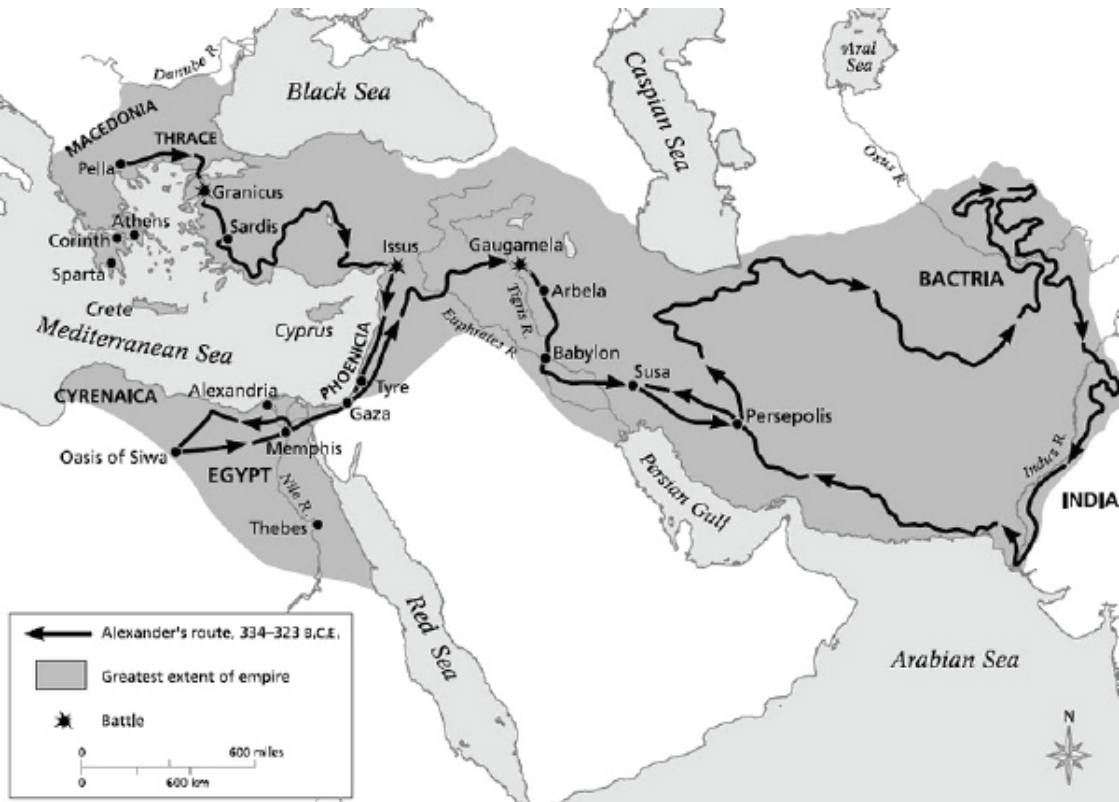 Danube R.
Black Sea
Caspian Sea
Aral
Sea
MACEDONIA
THRACE
Oxus R.
Pella
Granicus
Athens
Sardis
Corinth
Issus
Gaugamela
Sparta
BACTRIA
Arbela
Tigris R.
Crete
Cyprus
Euphrates R.
Mediterranean Sea
PHOENICIA
Babylon
Susa
CYRENAICA
Alexandria
Tyre
Gaza
Persepolis
Oasis of Siwa
Memphis
EGYPT
Indus R.
Nile R.
Persian Gulf
INDIA
Thebes
Red Sea
Arabian Sea
Alexander's route, 334–323 B.C.E.
Greatest extent of empire
Battle
0 600 miles
0 600 km
N